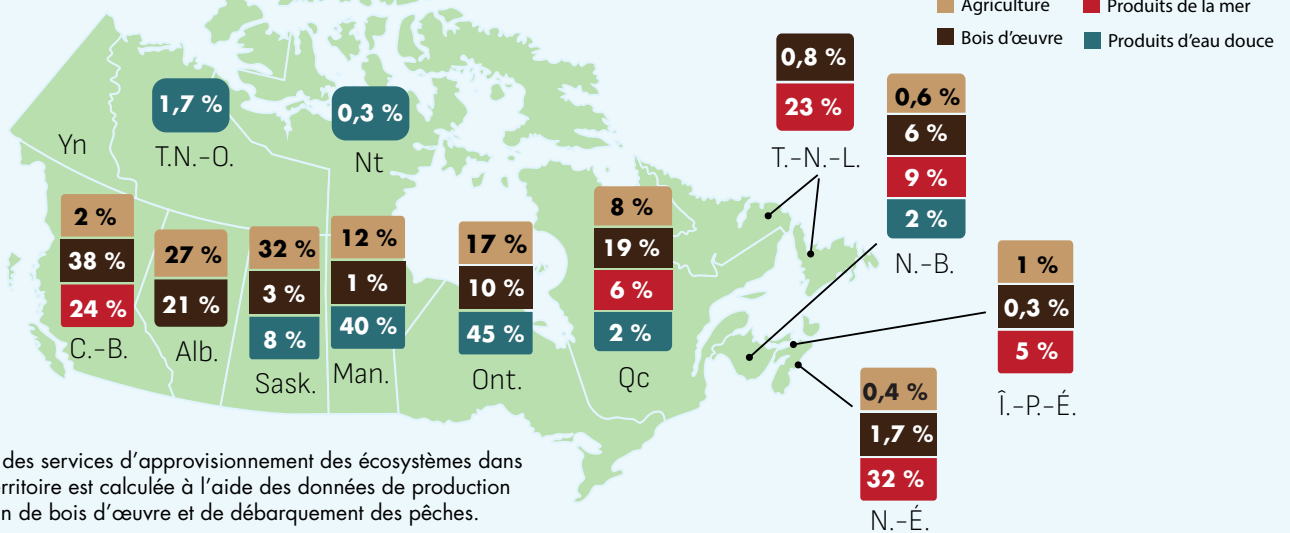 Agriculture
Produits de la mer
Bois d'œuvre
Produits d'eau douce
1,7 %
T.N.-O.
0,3 %
Nt
Yn
2 %
38 %
24 %
C.-B.
27 %
21 %
Alb.
32 %
3 %
8 %
Sask.
12 %
1 %
40 %
Man.
17 %
10 %
45 %
Ont.
8 %
19 %
6 %
2 %
Qc
0,8 %
23 %
T.-N.-L.
0,6 %
6 %
9 %
2 %
N.-B.
1 %
0,3 %
5 %
Î.-P.-É.
0,4 %
1,7 %
32 %
N.-É.
des services d'approvisionnement des écosystèmes dans
erritoire est calculée à l'aide des données de production
n de bois d'œuvre et de débarquement des pêches.